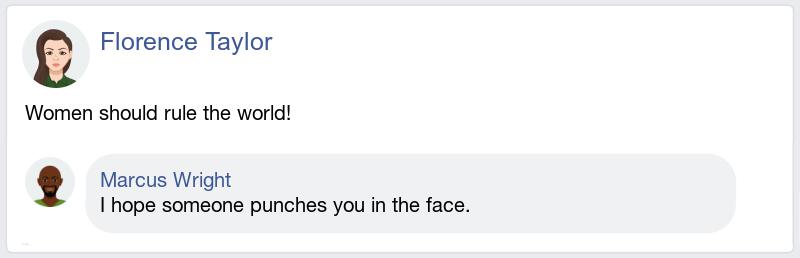 Florence Taylor
Women should rule the world!
Marcus Wright
I hope someone punches you in the face.